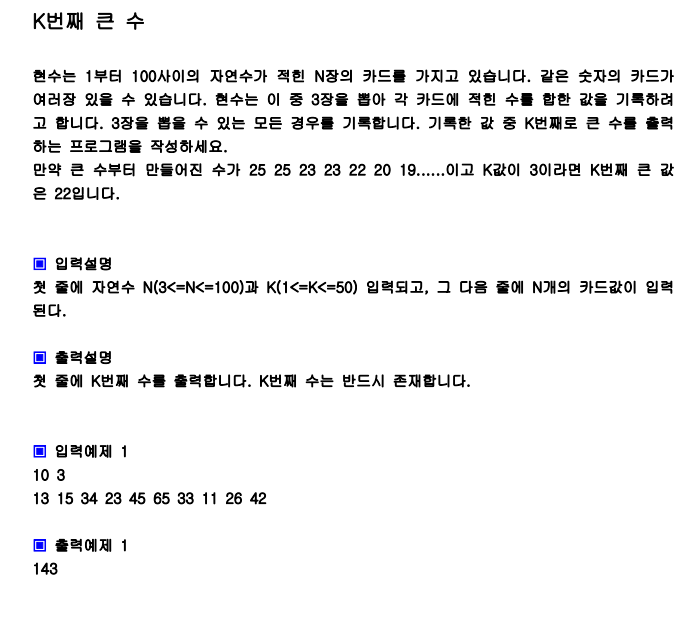 K번째 큰 수
현수는 1부터 100사이의 자연수가 적힌 N장의 카드를 가지고 있습니다. 같은 숫자의 카드가
여러장 있을 수 있습니다. 현수는 이 중 3장을 뽑아 각 카드에 적힌 수를 합한 값을 기록하려
고 합니다. 3장을 뽑을 수 있는 모든 경우를 기록합니다. 기록한 값 중 K번째로 큰 수를 출력
하는 프로그램을 작성하세요.
만약 큰 수부터 만들어진 수가 25 25 23 23 22 20 19......이고 K값이 3이라면 K번째 큰 값
은 22입니다.
▣ 입력설명
첫 줄에 자연수 N(3<=N<=100)과 K(1<=K<=50) 입력되고, 그 다음 줄에 N개의 카드값이 입력
된다.
▣ 출력설명
첫 줄에 K번째 수를 출력합니다. K번째 수는 반드시 존재합니다.
▣ 입력예제 1
10 3
13 15 34 23 45 65 33 11 26 42
▣ 출력예제 1
143